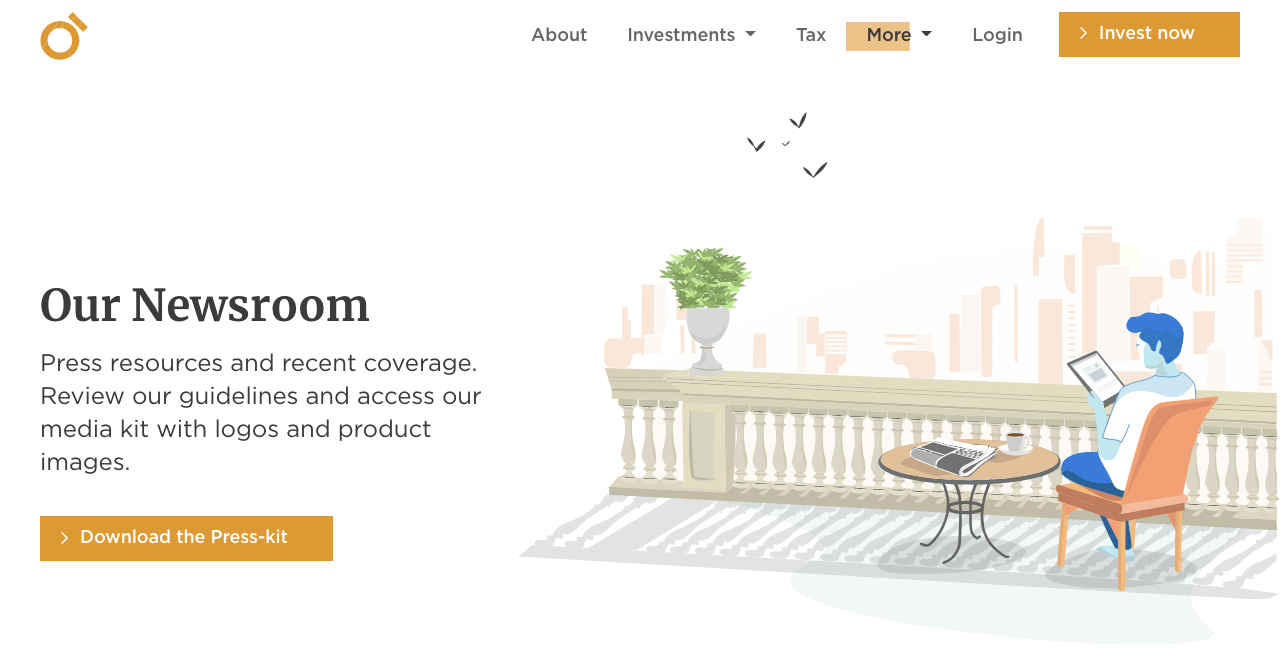 About Investments Tax More Login Invest now
Our Newsroom
Press resources and recent coverage.
Review our guidelines and access our
media kit with logos and product
images.
Download the Press-kit